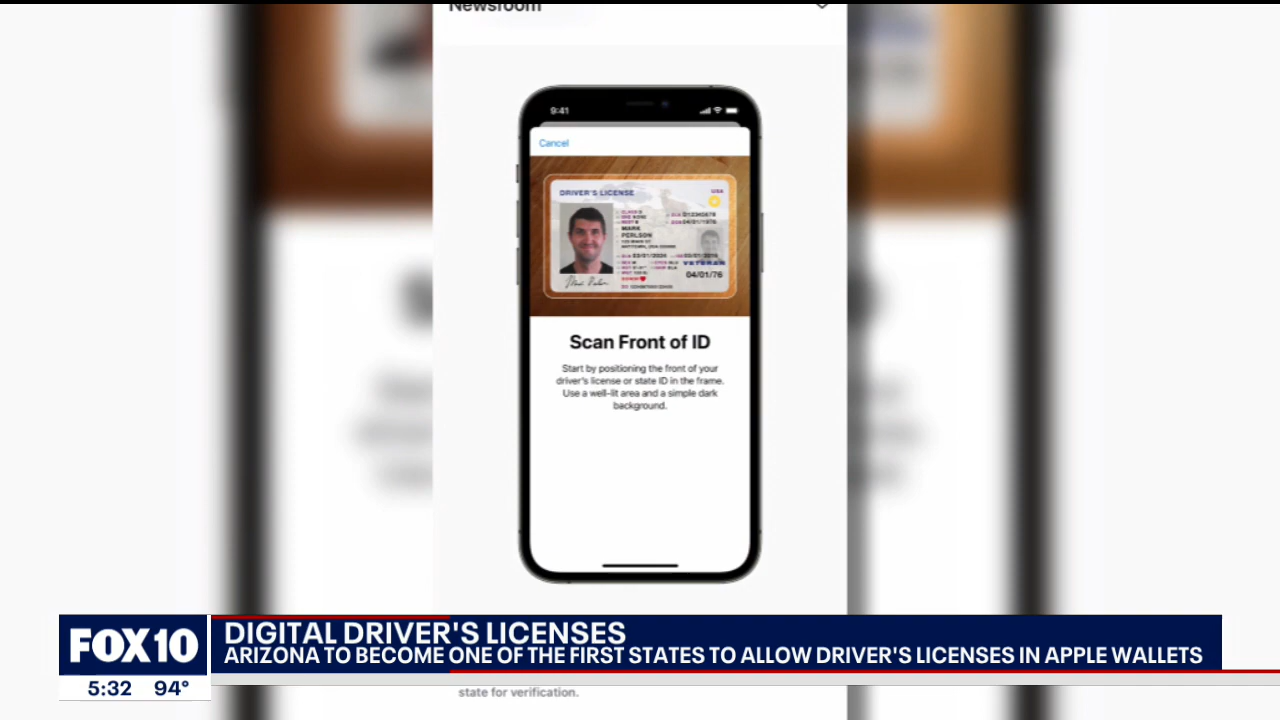 Newsroom
9:41
Cancel
DRIVER'S LICENSE
USA
MARK
PERLSON
VETERAN
04/01/76
Scan Front of ID
Start by positioning the front of your
driver's license or state ID in the frame.
Use a well-lit area and a simple dark
background.
FOX10
DIGITAL DRIVER'S LICENSES
ARIZONA TO BECOME ONE OF THE FIRST STATES TO ALLOW DRIVER'S LICENSES IN APPLE WALLETS
5:32 94°
state for verification.